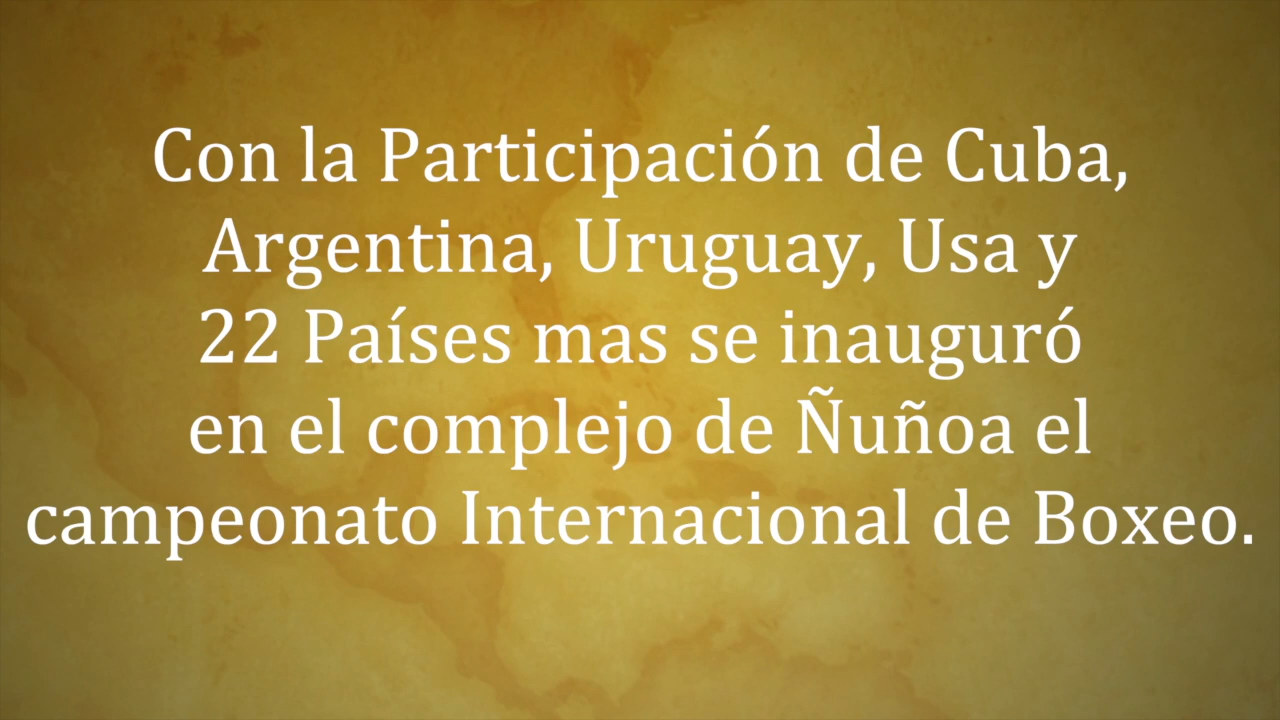 Con la Participación de Cuba,
Argentina, Uruguay, Usa y
22 Países mas se inauguró
en el complejo de Ñuñoa el
campeonato Internacional de Boxeo.